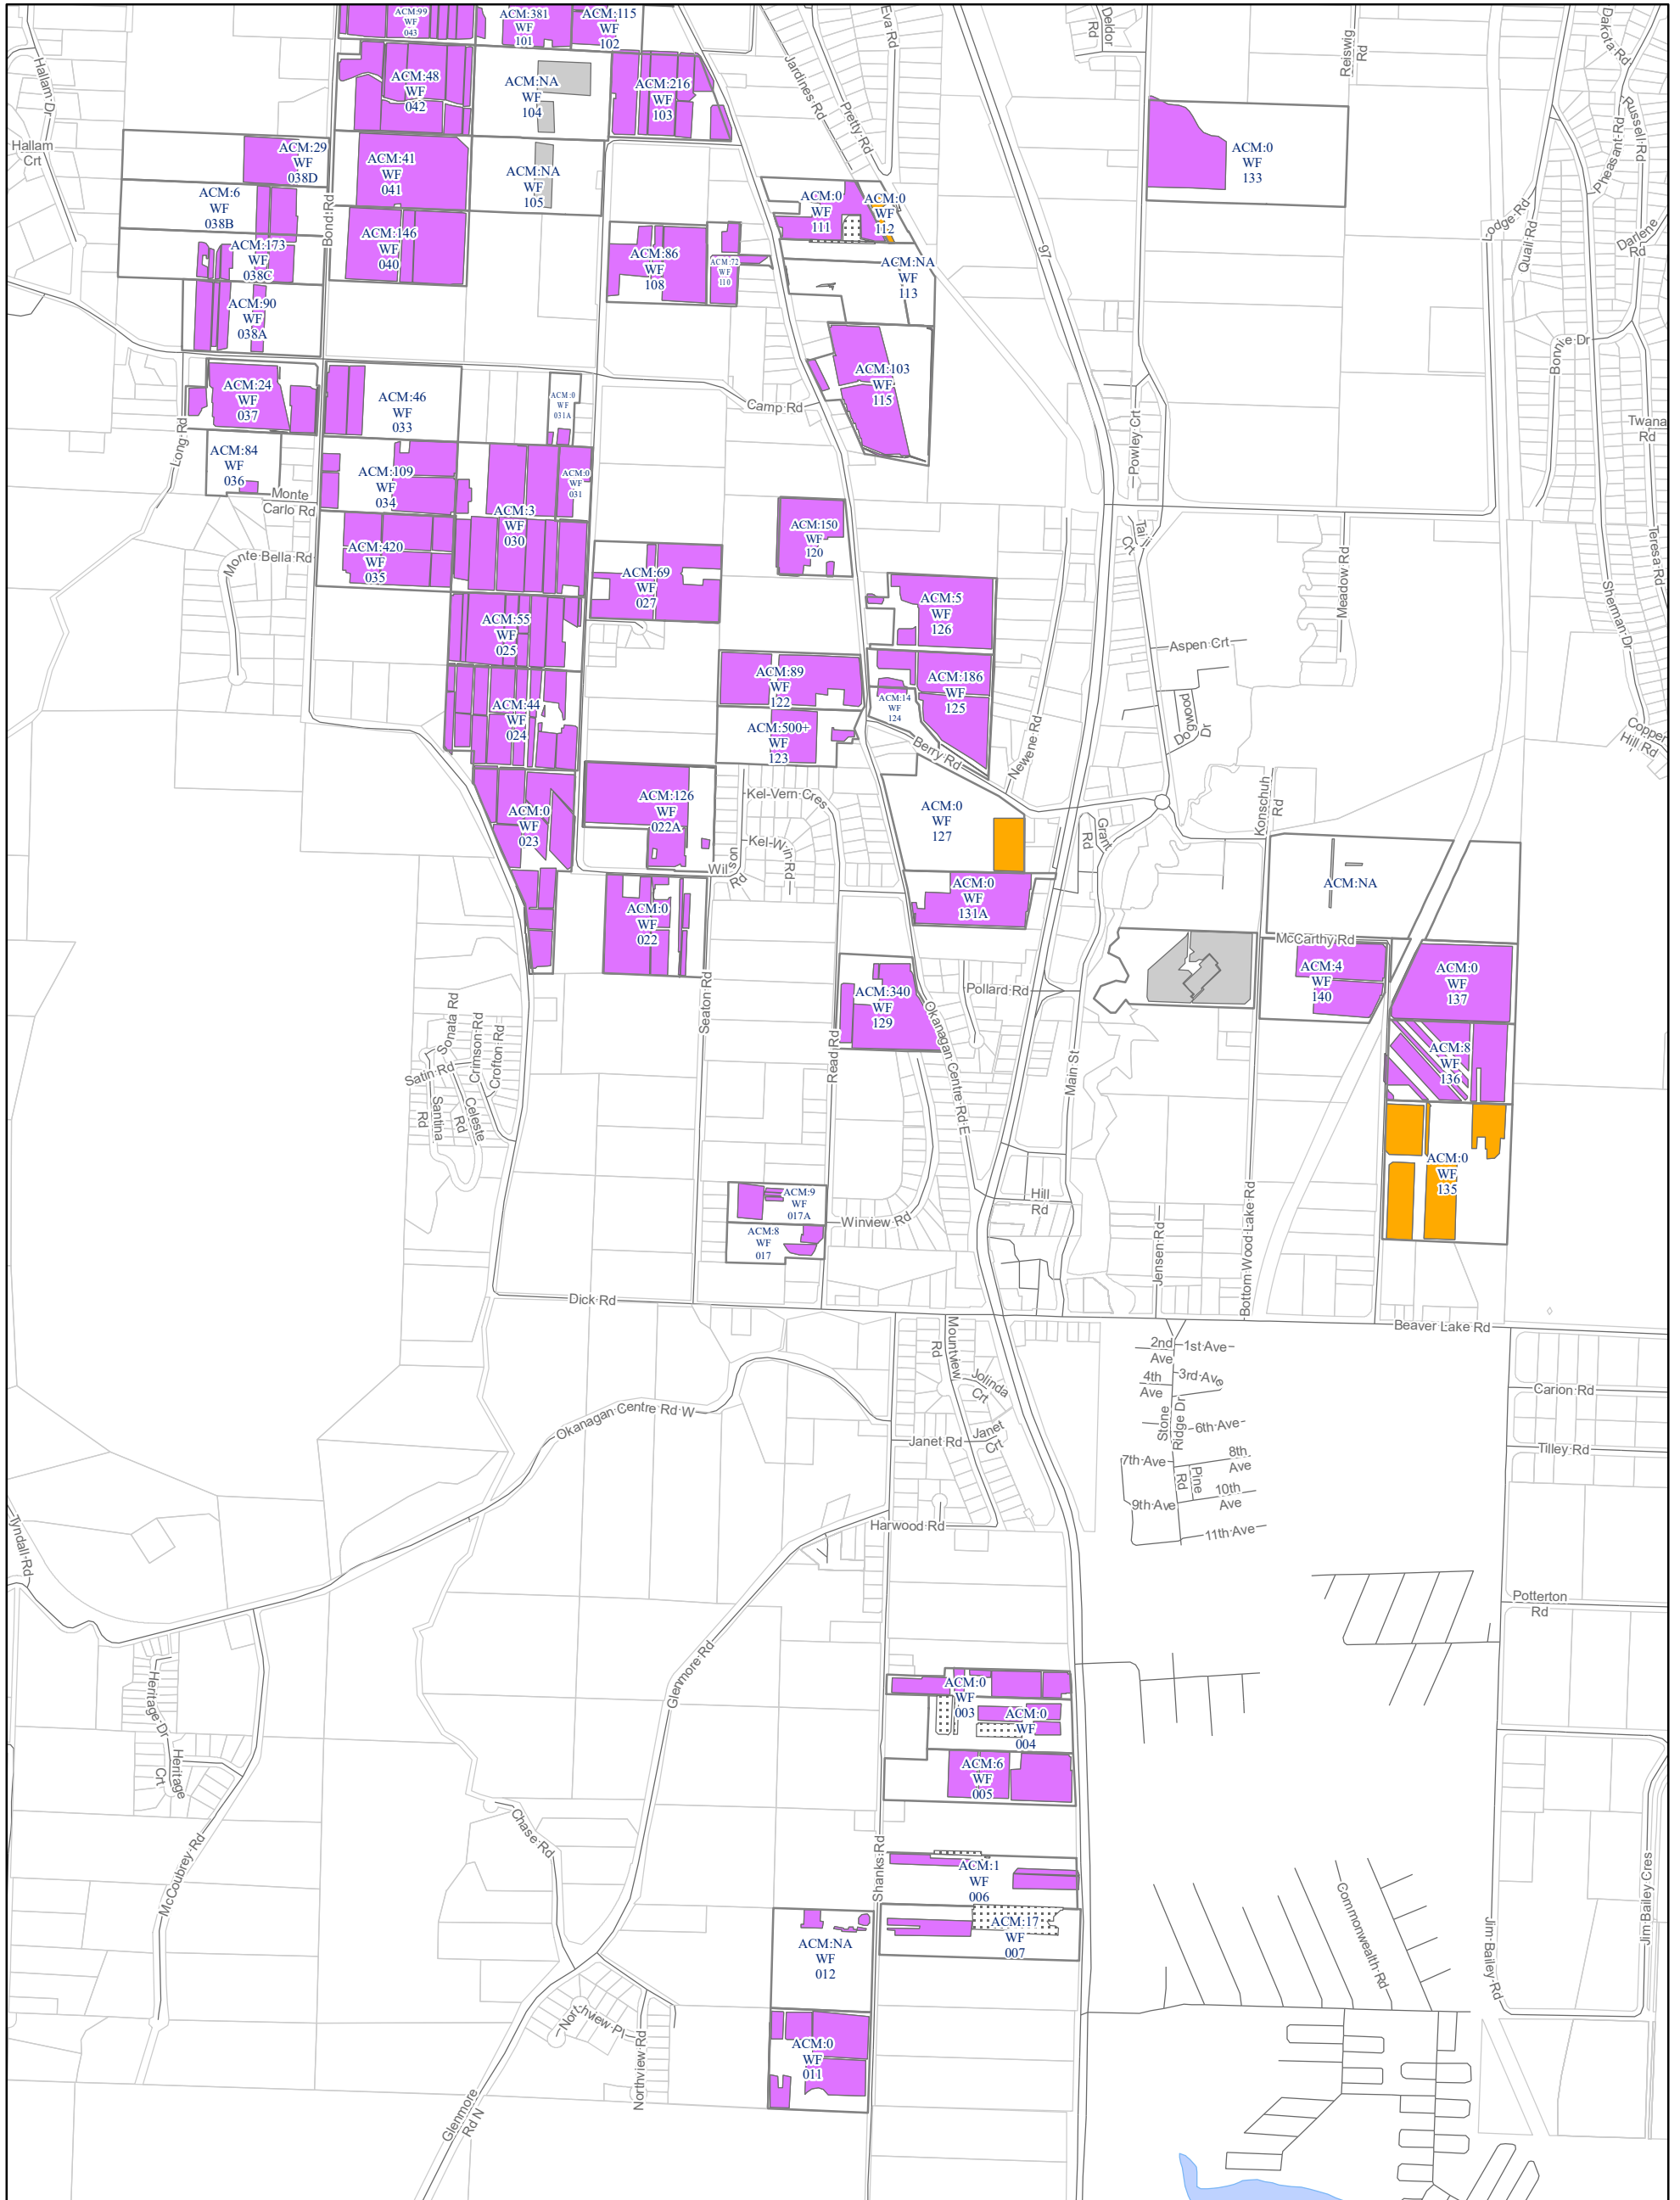 ACM:99
WF
043
ACM:381
WF
101
ACM:115
WF
102
Hallam Dr
Hallam
Crt
ACM:48
WF
042
ACM:NA
WF
104
ACM:216
WF
103
Jardines Rd
Eva Rd
Pretty Rd
Deldor
Rd
Reiswig
Rd
Dakota Rd
Russell Rd
Pheasant Rd
Darlene
Rd
Lodge Rd
Quail Rd
97
ACM:0
WF
133
ACM:29
WF
038D
ACM:41
WF
041
ACM:NA
WF
105
ACM:6
WF
038B
Bond Rd
ACM:0
WF
111
ACM:0
WF
112
ACM:173
WF
038C
ACM:146
WF
040
ACM:86
WF
108
ACM:72
WF
110
ACM:NA
WF
113
ACM:90
WF
038A
ACM:103
WF
115
Bonnie Dr
ACM:24
WF
037
ACM:46
WF
033
ACM:0
WF
031A
Camp Rd
Powley Crt
Twana
Rd
Long Rd
ACM:84
WF
036
Monte
Carlo Rd
ACM:109
WF
034
ACM:0
WF
031
ACM:3
WF
030
ACM:150
WF
120
Tait
Crt
Meadow Rd
Teresa Rd
Sherman Dr
Monte Bella Rd
ACM:420
WF
035
ACM:69
WF
027
ACM:5
WF
126
ACM:55
WF
025
Aspen Crt
ACM:89
WF
122
ACM:186
WF
125
ACM:14
WF
124
ACM:44
WF
024
ACM:500+
WF
123
Berry Rd
Newene Rd
Dogwood
Dr
Copper
Hill Rd
ACM:0
WF
023
ACM:126
WF
022A
Kel-Vern Cres
Kel-Win Rd
Wilson
Rd
ACM:0
WF
127
Grant
Rd
Konschuh
Rd
ACM:NA
ACM:0
WF
022
ACM:0
WF
131A
McCarthy Rd
ACM:4
WF
140
ACM:0
WF
137
ACM:340
WF
129
Pollard Rd
Seaton Rd
Read Rd
Okanagan Centre Rd E
Main St
ACM:8
WF
136
Sonata Rd
Crimson Rd
Crofton Rd
Satin Rd
Santina
Rd
Celeste
Rd
ACM:0
WF
135
ACM:9
WF
017A
ACM:8
WF
017
Winview Rd
Hill
Rd
Jensen Rd
Bottom Wood Lake Rd
Dick Rd
Beaver Lake Rd
Mountview
Rd
Jolinda
Crt
2nd
Ave
1st Ave
4th
Ave
3rd Ave
Stone
Ridge Dr
6th Ave
7th Ave
8th
Ave
Pine
Rd
9th Ave
10th
Ave
11th Ave
Carion Rd
Tilley Rd
Okanagan Centre Rd W
Janet Rd
Janet
Crt
Harwood Rd
Tyndall Rd
Potterton
Rd
Glenmore Rd
Heritage Dr
Heritage
Crt
ACM:0
WF
003
ACM:0
WF
004
ACM:6
WF
005
Chase Rd
McCoubrey Rd
Shanks Rd
ACM:1
WF
006
ACM:17
WF
007
ACM:NA
WF
012
Commonwealth Rd
Jim Bailey Rd
Jim Bailey Cres
Northview Pl
Northview Rd
ACM:0
WF
011
Glenmore
Rd N